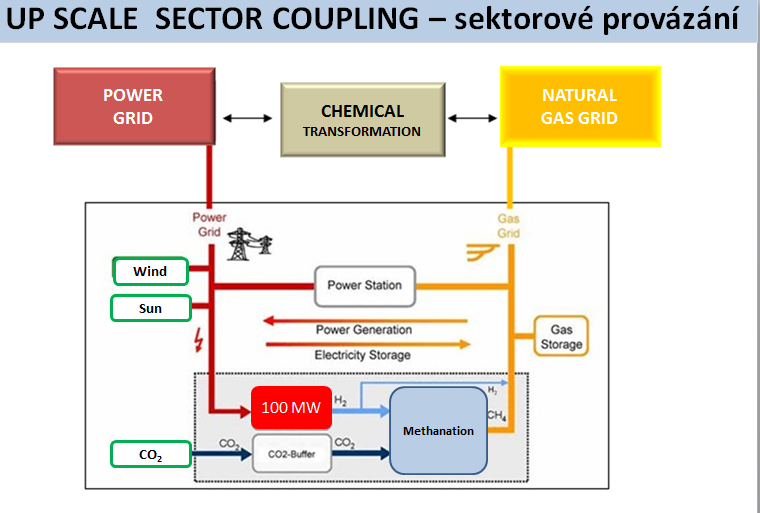 UP SCALE  SECTOR COUPLING – sektorové provázání
POWER
GRID
CHEMICAL
TRANSFORMATION
NATURAL
GAS GRID
Power
Grid
Gas
Grid
Wind
Sun
Power Station
Power Generation
Electricity Storage
Gas
Storage
100 MW
H₂
H₂
CH₄
Methanation
CO₂
CO₂
CO2-Buffer
CO₂